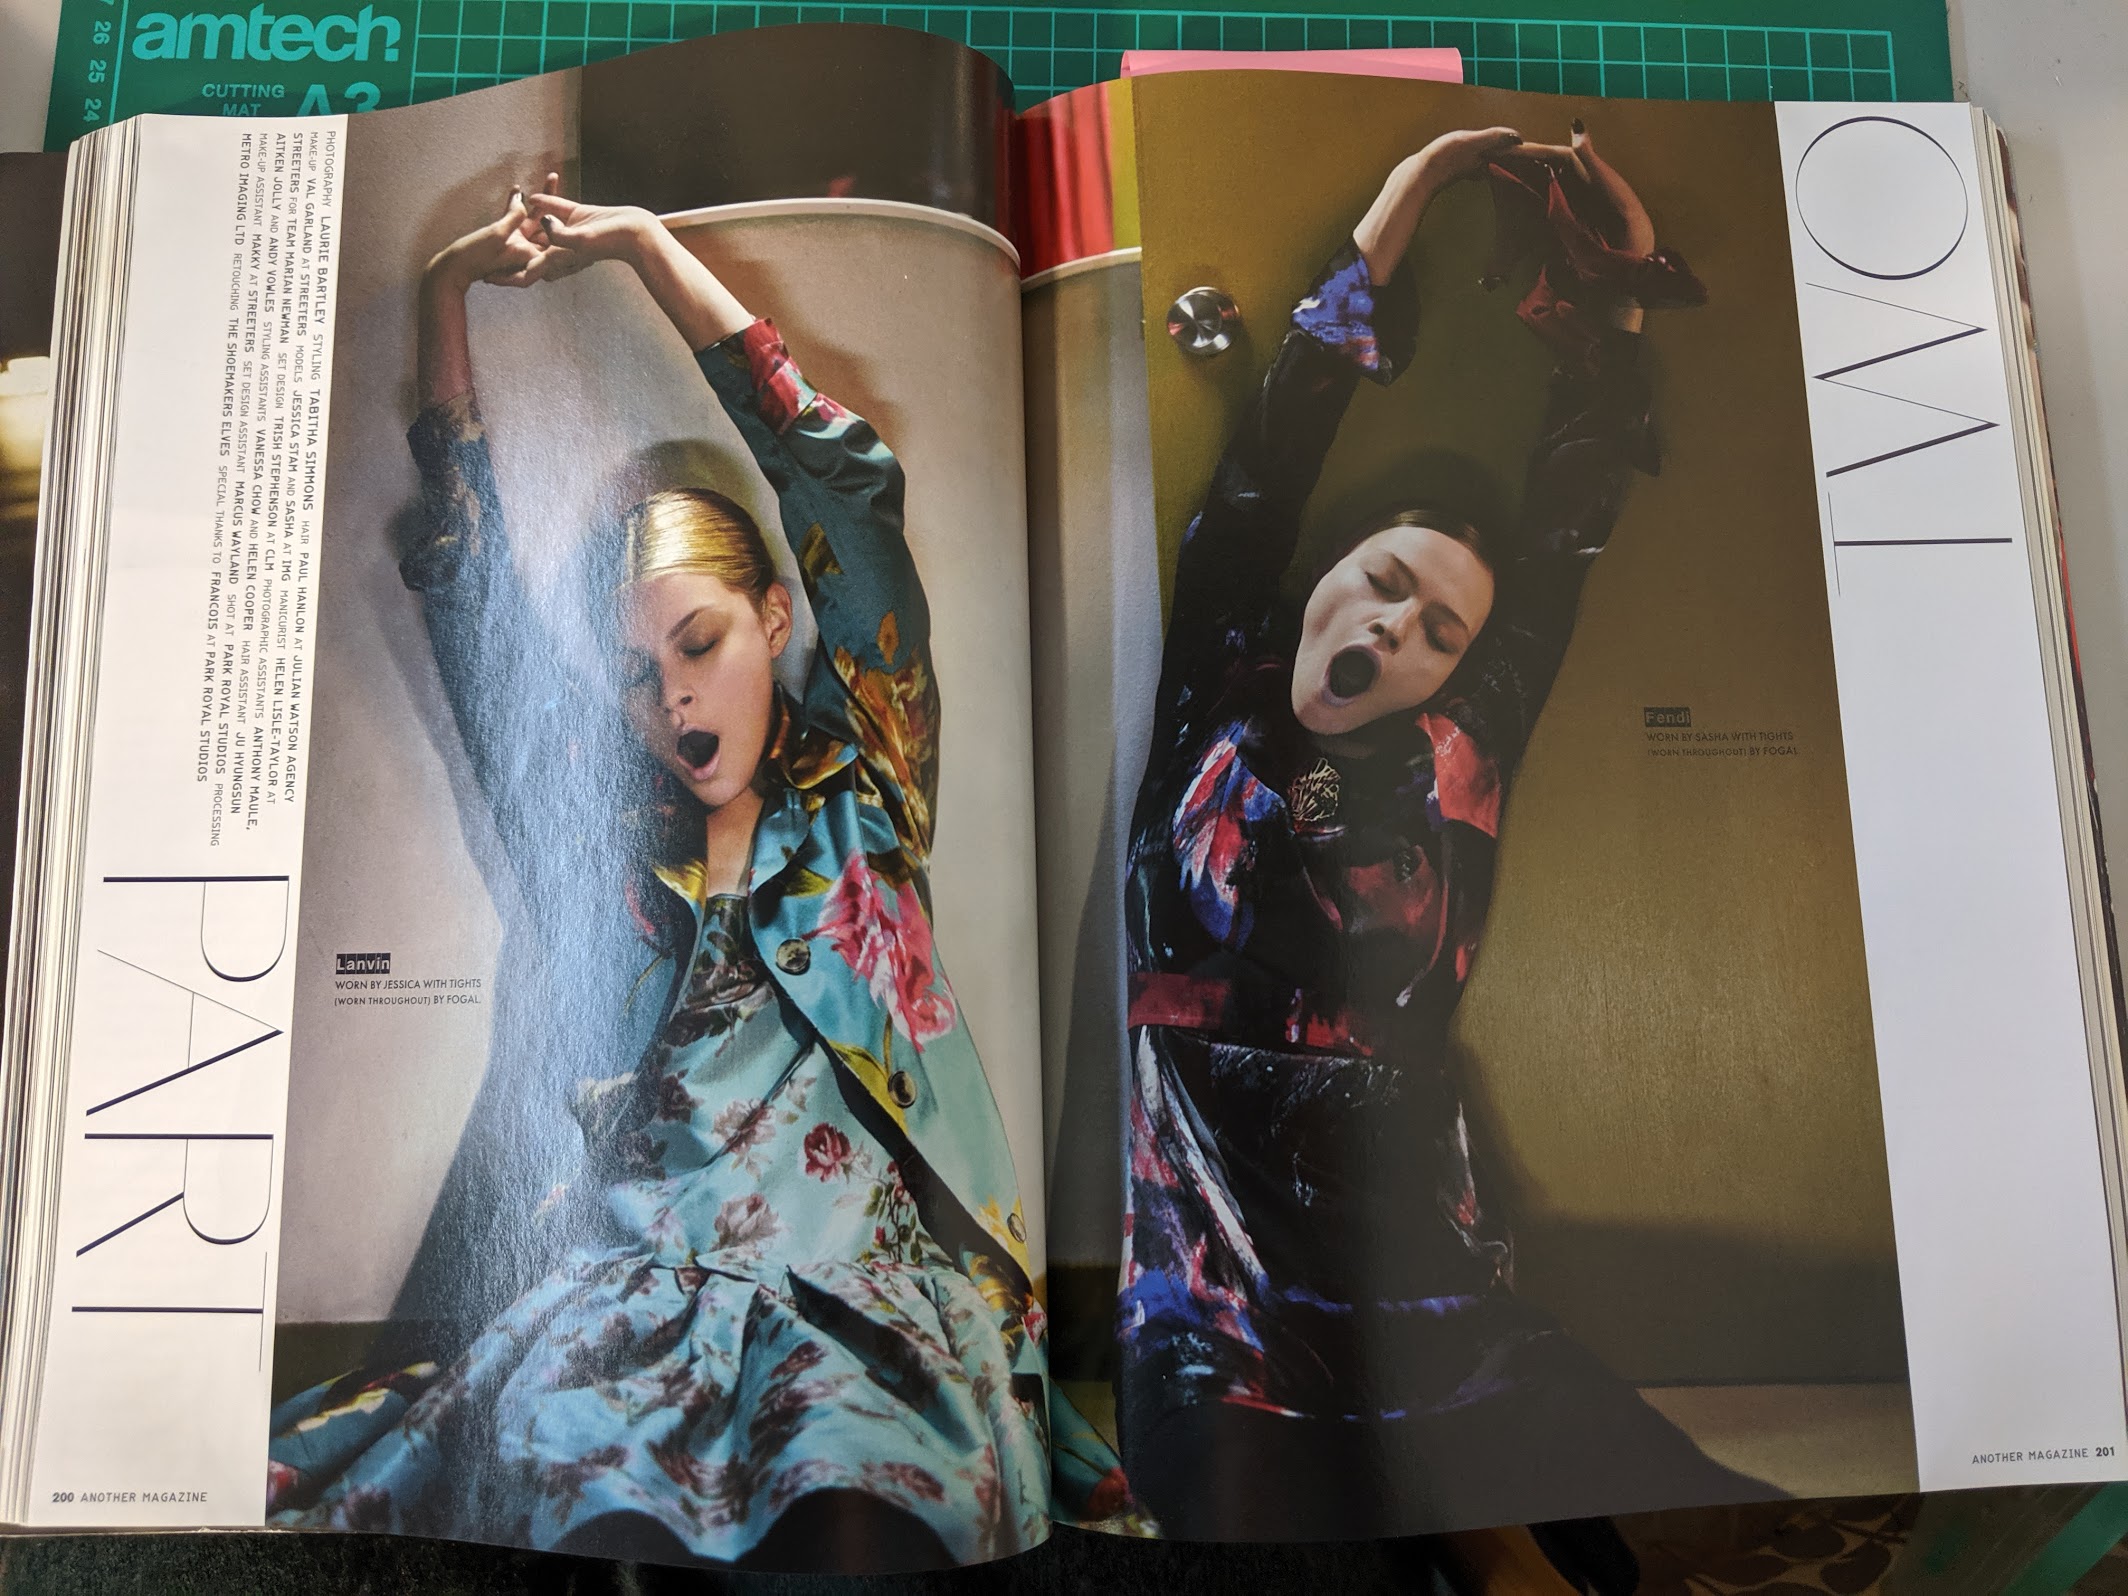 26
25
24
amtech.
CUTTING
MAT
A3
PHOTOGRAPHY LAURIE BARTLEY STYLING TABITHA SIMMONS HAIR PAUL HANLON AT JULIAN WATSON AGENCY
MAKE-UP VAL GARLAND AT STREETERS MODELS JESSICA STAM AND SASHA AT IMG MANICURIST HELEN LISLE-TAYLOR AT
STREETERS FOR TEAM MARIAN NEWMAN SET DESIGN TRISH STEPHENSON AT CLM PHOTOGRAPHIC ASSISTANTS ANTHONY MAULE,
AITKEN JOLLY AND ANDY VOWLES STYLING ASSISTANTS VANESSA CHOW AND HELEN COOPER HAIR ASSISTANT JU HYUNGSUN
MAKE-UP ASSISTANT MAKKY AT STREETERS SET DESIGN ASSISTANT MARCUS WAYLAND SHOT AT PARK ROYAL STUDIOS PROCESSING
METRO IMAGING LTD RETOUCHING THE SHOEMAKERS ELVES SPECIAL THANKS TO FRANCOIS AT PARK ROYAL STUDIOS
PART
Lanvin
WORN BY JESSICA WITH TIGHTS
(WORN THROUGHOUT) BY FOGAL
200 ANOTHER MAGAZINE
TWO
Fendi
WORN BY SASHA WITH TIGHTS
(WORN THROUGHOUT) BY FOGAL
ANOTHER MAGAZINE 201